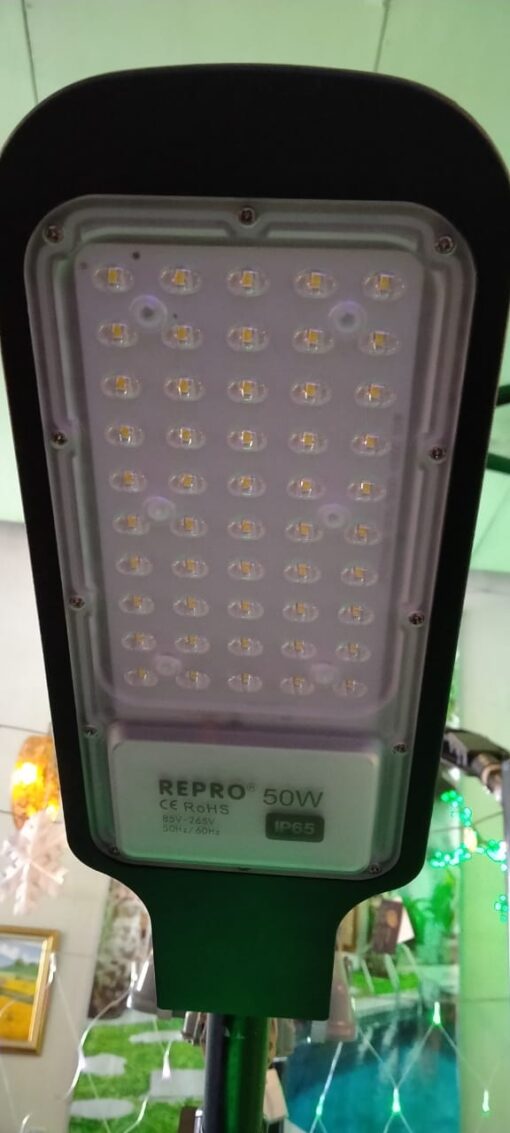 REPRO® 50W
CE RoHS
85V-265V
50Hz/60Hz
IP65